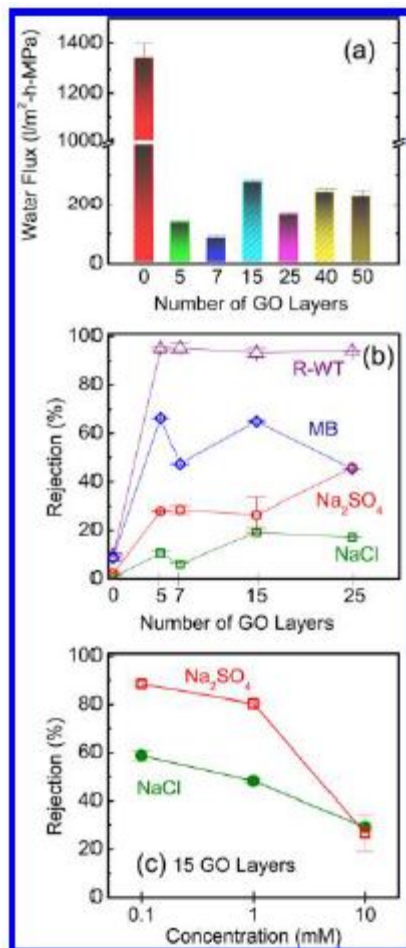 (a)
Water Flux (l/m²-h-MPa)
1400
1200
1000
200
0
0 5 7 15 25 40 50
Number of GO Layers
(b)
Rejection (%)
100
80
60
40
20
0
R-WT
MB
Na₂SO₄
NaCl
0 5 7 15 25
Number of GO Layers
Rejection (%)
100
80
60
40
20
0
Na₂SO₄
NaCl
(c) 15 GO Layers
0.1 1 10
Concentration (mM)